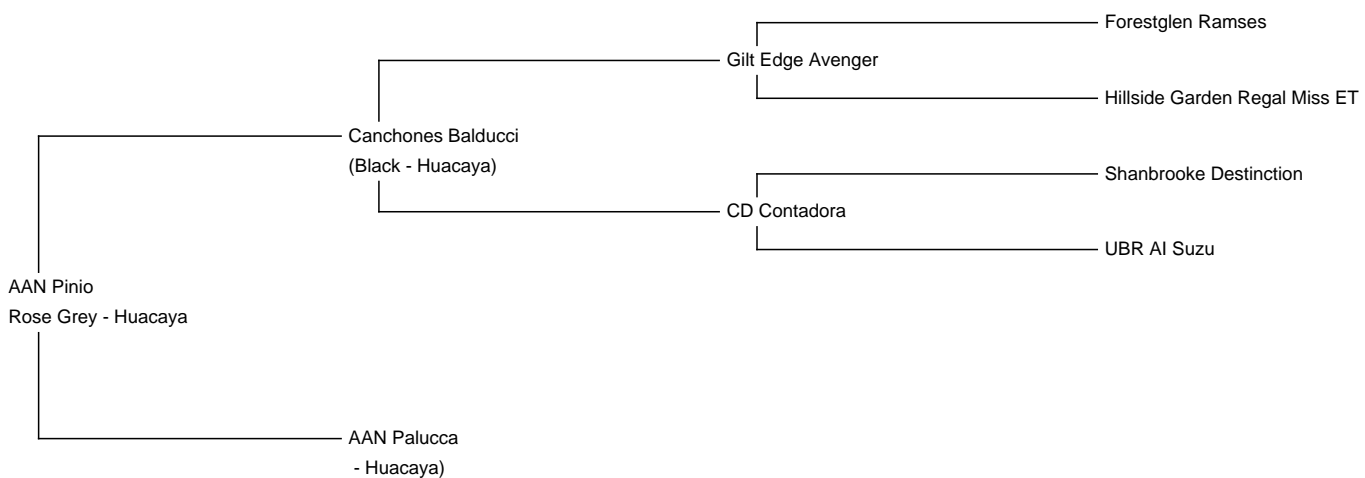 Forestglen Ramses
Gilt Edge Avenger
Hillside Garden Regal Miss ET
Canchones Balducci
(Black - Huacaya)
Shanbrooke Destinction
CD Contadora
UBR AI Suzu
AAN Pinio
Rose Grey - Huacaya
AAN Palucca
- Huacaya)